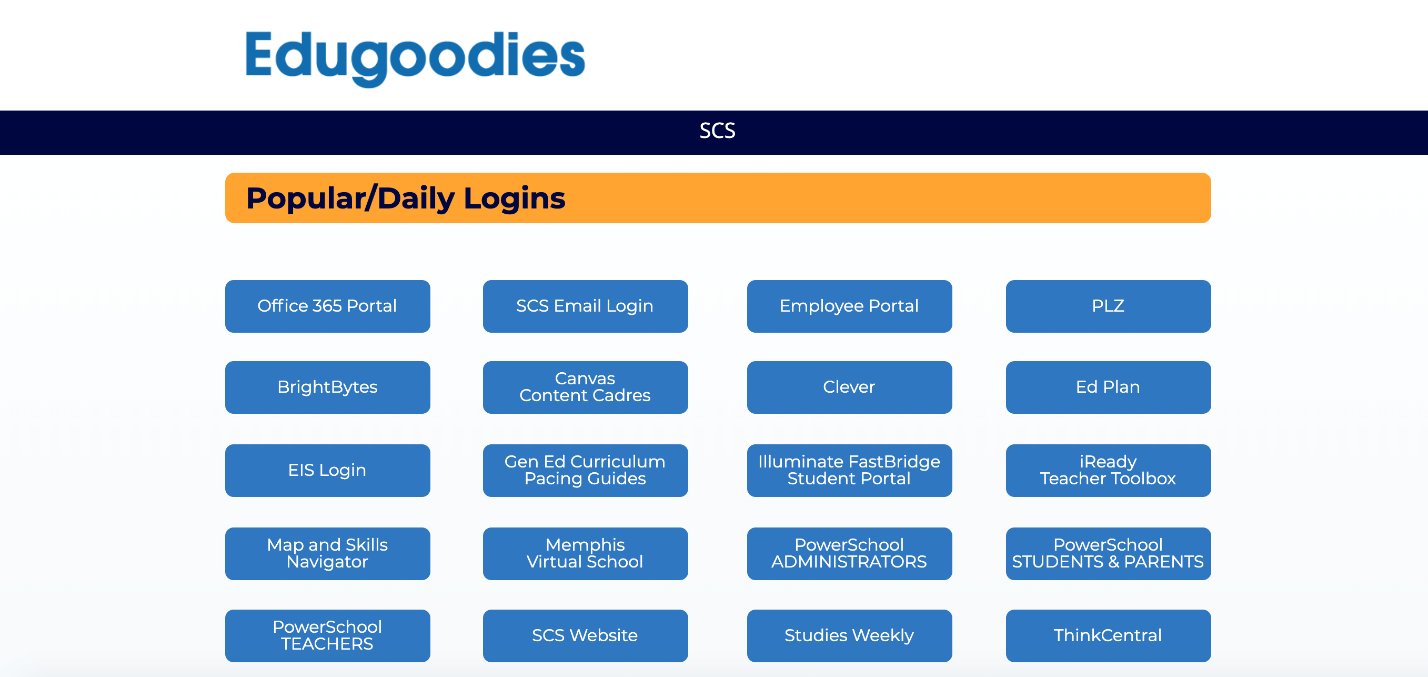 Edugoodies
SCS
Popular/Daily Logins
Office 365 Portal
SCS Email Login
Employee Portal
PLZ
BrightBytes
Canvas
Content Cadres
Clever
Ed Plan
EIS Login
Gen Ed Curriculum
Pacing Guides
Illuminate FastBridge
Student Portal
iReady
Teacher Toolbox
Map and Skills
Navigator
Memphis
Virtual School
PowerSchool
ADMINISTRATORS
PowerSchool
STUDENTS & PARENTS
PowerSchool
TEACHERS
SCS Website
Studies Weekly
ThinkCentral